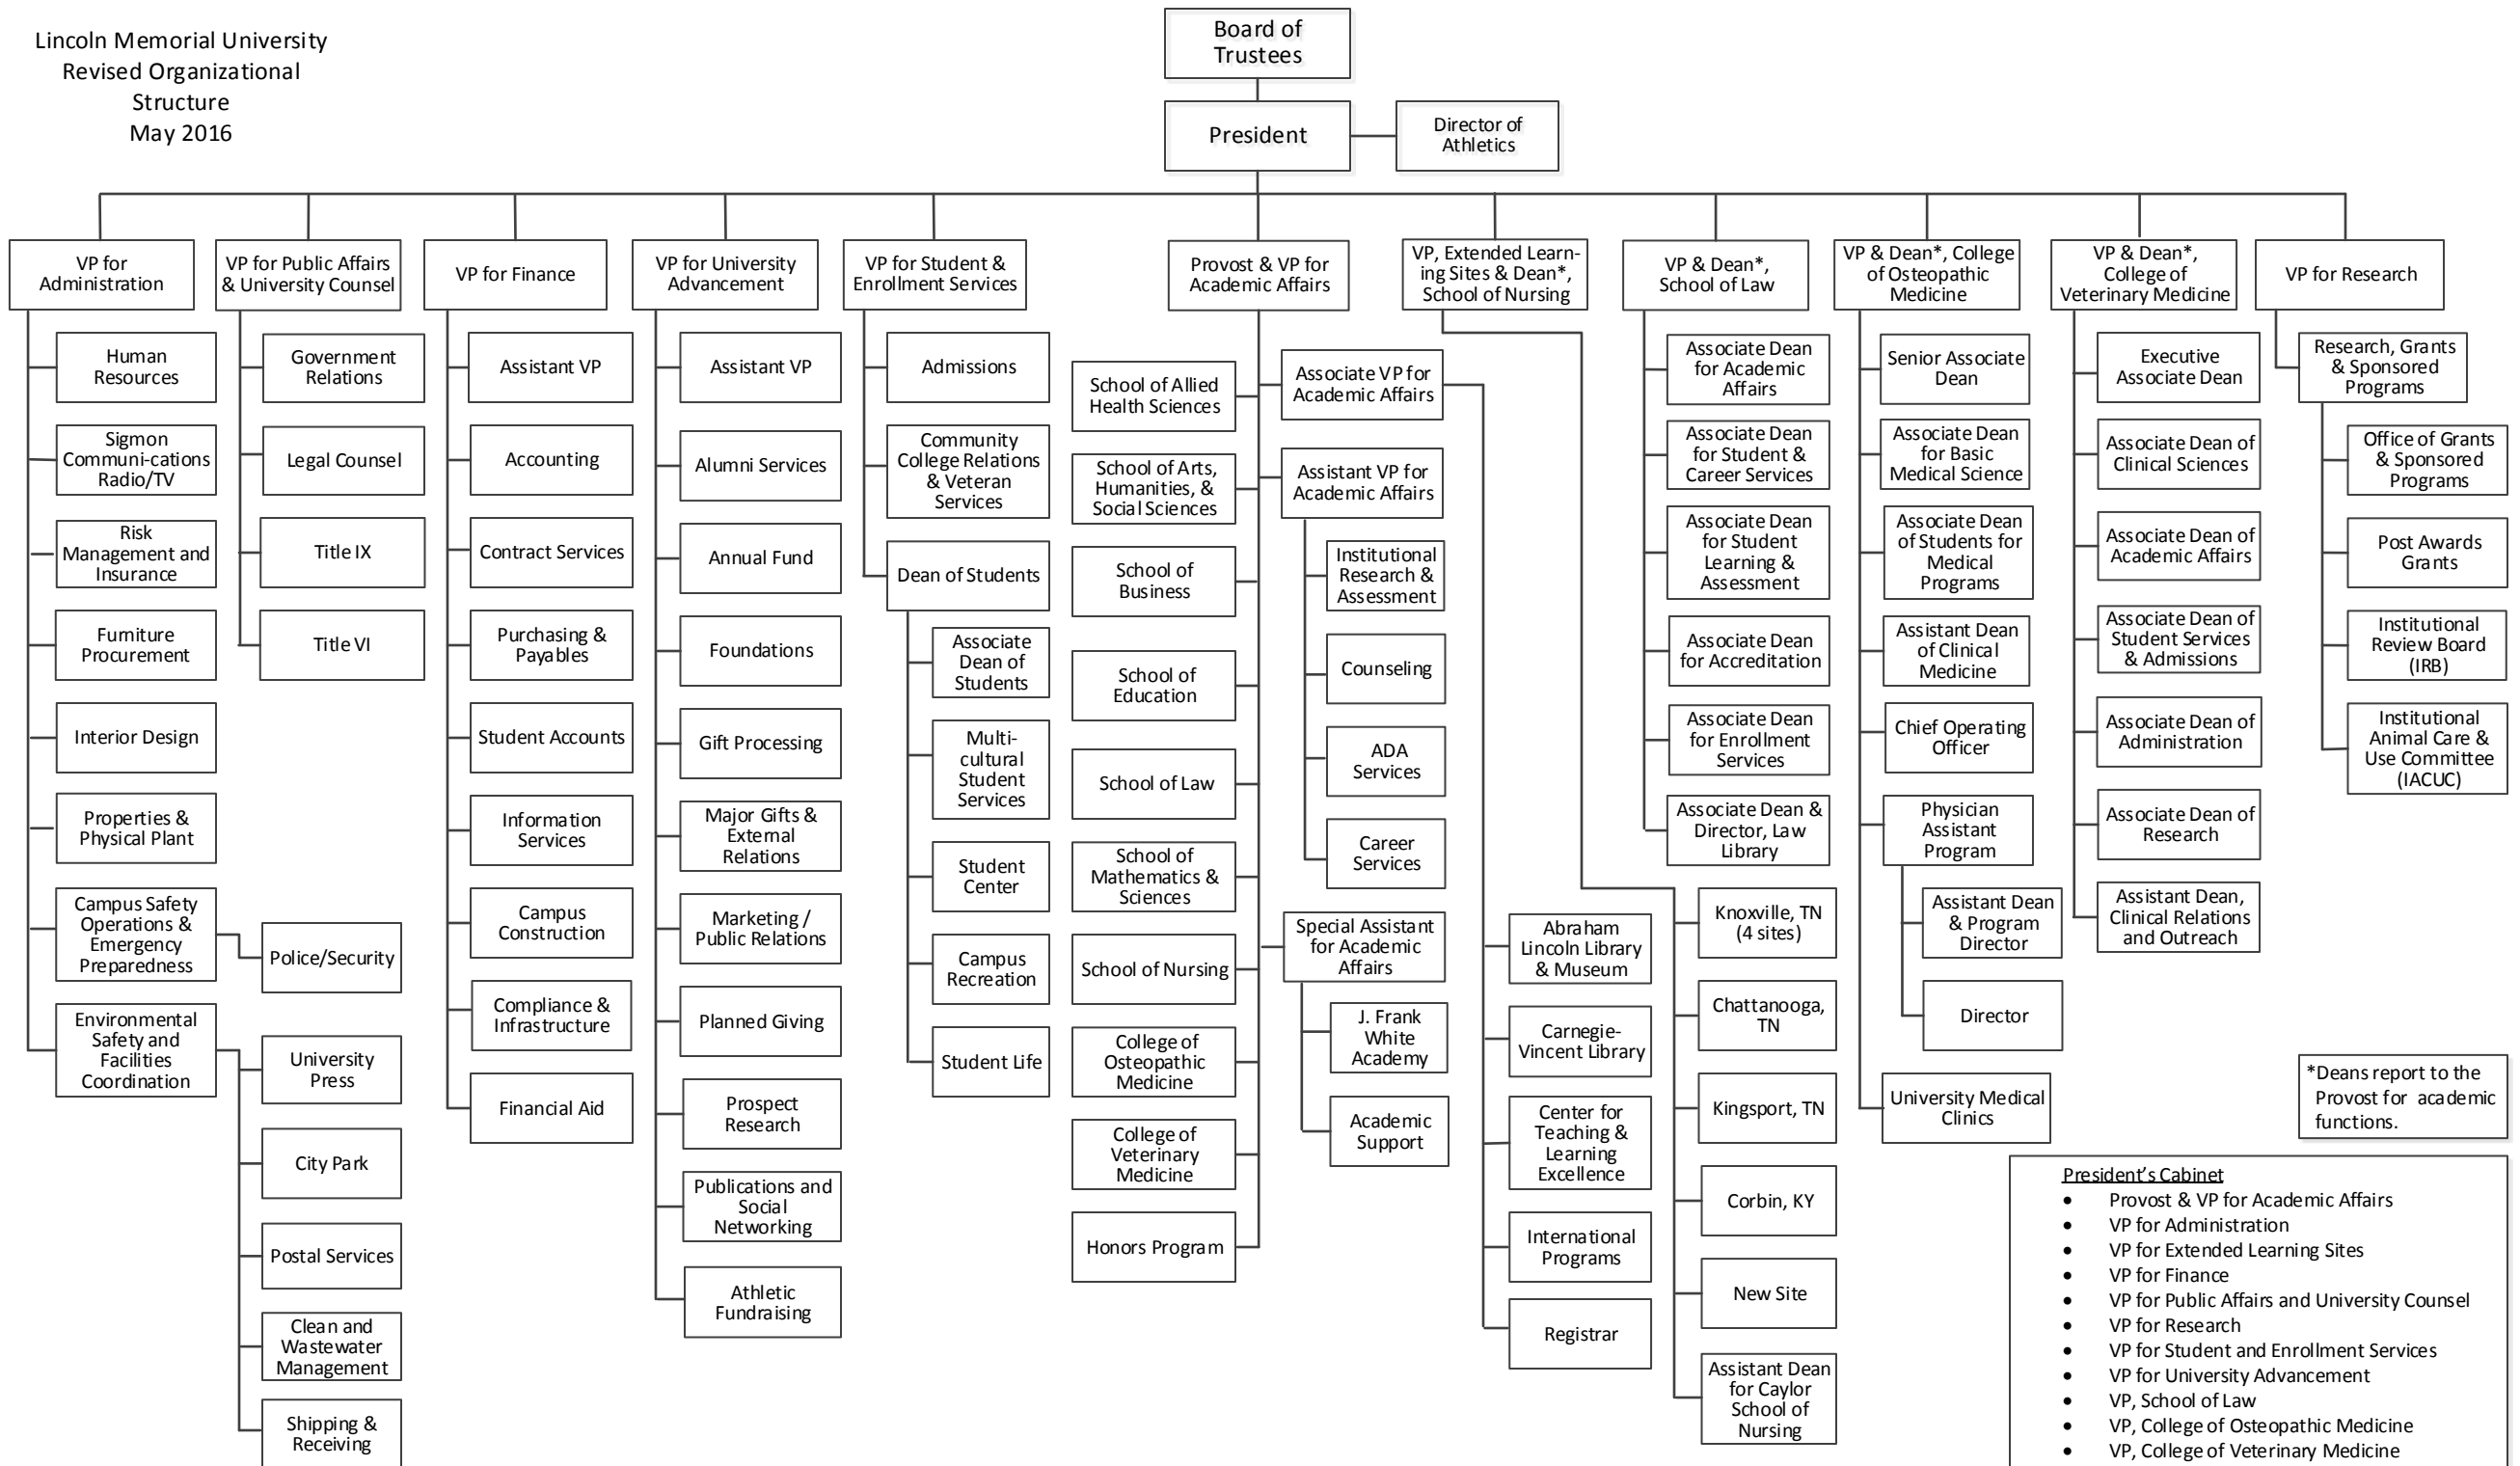 Lincoln Memorial University
Revised Organizational
Structure
May 2016
Board of
Trustees
President
Director of
Athletics
VP for
Administration
VP for Public Affairs
& University Counsel
VP for Finance
VP for University
Advancement
VP for Student &
Enrollment Services
Provost & VP for
Academic Affairs
VP, Extended Learn-
ing Sites & Dean*,
School of Nursing
VP & Dean*,
School of Law
VP & Dean*, College
of Osteopathic
Medicine
VP & Dean*,
College of
Veterinary Medicine
VP for Research
Human
Resources
Sigmon
Communi-cations
Radio/TV
Risk
Management and
Insurance
Furniture
Procurement
Interior Design
Properties &
Physical Plant
Campus Safety
Operations &
Emergency
Preparedness
Environmental
Safety and
Facilities
Coordination
Police/Security
University
Press
City Park
Postal Services
Clean and
Wastewater
Management
Shipping &
Receiving
Government
Relations
Legal Counsel
Title IX
Title VI
Assistant VP
Accounting
Contract Services
Purchasing &
Payables
Student Accounts
Information
Services
Campus
Construction
Compliance &
Infrastructure
Financial Aid
Assistant VP
Alumni Services
Annual Fund
Foundations
Gift Processing
Major Gifts &
External
Relations
Marketing /
Public Relations
Planned Giving
Prospect
Research
Publications and
Social
Networking
Athletic
Fundraising
Admissions
Community
College Relations
& Veteran
Services
Dean of Students
Associate
Dean of
Students
Multi-
cultural
Student
Services
Student
Center
Campus
Recreation
Student Life
School of Allied
Health Sciences
School of Arts,
Humanities, &
Social Sciences
School of
Business
School of
Education
School of Law
School of
Mathematics &
Sciences
School of Nursing
College of
Osteopathic
Medicine
College of
Veterinary
Medicine
Honors Program
Associate VP for
Academic Affairs
Assistant VP for
Academic Affairs
Institutional
Research &
Assessment
Counseling
ADA
Services
Career
Services
Special Assistant
for Academic
Affairs
J. Frank
White
Academy
Academic
Support
Abraham
Lincoln Library
& Museum
Carnegie-
Vincent Library
Center for
Teaching &
Learning
Excellence
International
Programs
Registrar
Knoxville, TN
(4 sites)
Chattanooga,
TN
Kingsport, TN
Corbin, KY
New Site
Assistant Dean
for Caylor
School of
Nursing
Associate Dean
for Academic
Affairs
Associate Dean
for Student &
Career Services
Associate Dean
for Student
Learning &
Assessment
Associate Dean
for Accreditation
Associate Dean
for Enrollment
Services
Associate Dean &
Director, Law
Library
Senior Associate
Dean
Associate Dean
for Basic
Medical Science
Associate Dean
of Students for
Medical
Programs
Assistant Dean
of Clinical
Medicine
Chief Operating
Officer
Physician
Assistant
Program
Assistant Dean
& Program
Director
Director
University Medical
Clinics
Executive
Associate Dean
Associate Dean of
Clinical Sciences
Associate Dean of
Academic Affairs
Associate Dean of
Student Services
& Admissions
Associate Dean of
Administration
Associate Dean of
Research
Assistant Dean,
Clinical Relations
and Outreach
Research, Grants
& Sponsored
Programs
Office of Grants
& Sponsored
Programs
Post Awards
Grants
Institutional
Review Board
(IRB)
Institutional
Animal Care &
Use Committee
(IACUC)
*Deans report to the
Provost for academic
functions.
President's Cabinet
• Provost & VP for Academic Affairs
• VP for Administration
• VP for Extended Learning Sites
• VP for Finance
• VP for Public Affairs and University Counsel
• VP for Research
• VP for Student and Enrollment Services
• VP for University Advancement
• VP, School of Law
• VP, College of Osteopathic Medicine
• VP, College of Veterinary Medicine